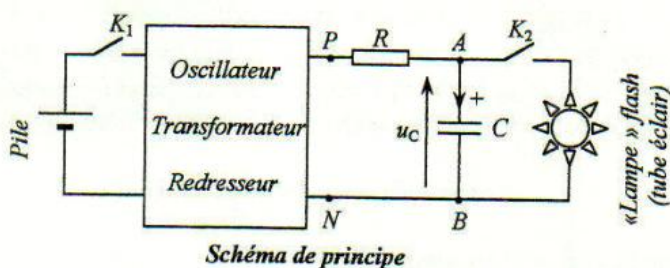 K1
P
R
A
K2
Oscillateur
+
Transformateur
uC
C
Pile
Redresseur
«Lampe» flash
(tube éclair)
N
B
Schéma de principe